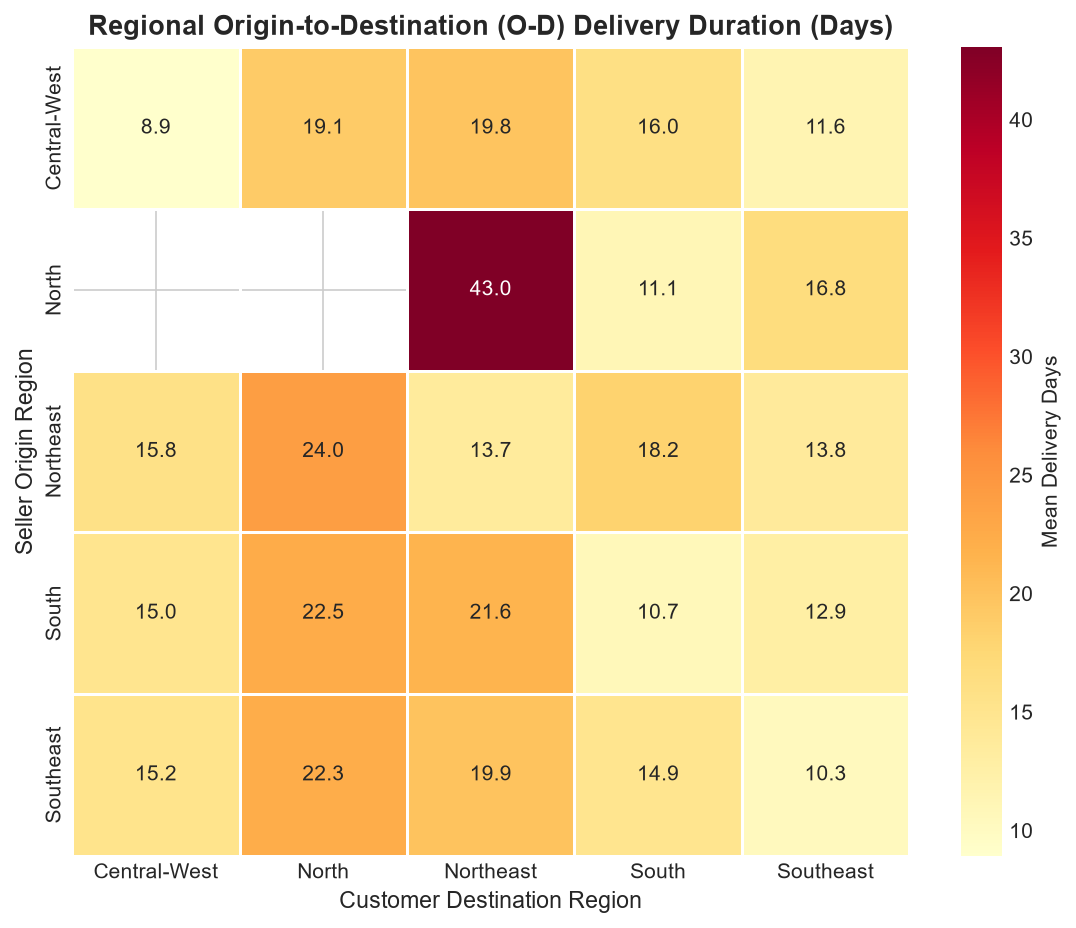 Regional Origin-to-Destination (O-D) Delivery Duration (Days)
Seller Origin Region
Central-West
8.9 19.1 19.8 16.0 11.6
North
43.0 11.1 16.8
Northeast
15.8 24.0 13.7 18.2 13.8
South
15.0 22.5 21.6 10.7 12.9
Southeast
15.2 22.3 19.9 14.9 10.3
Central-West North Northeast South Southeast
Customer Destination Region
40
35
30
25
20
15
10
Mean Delivery Days